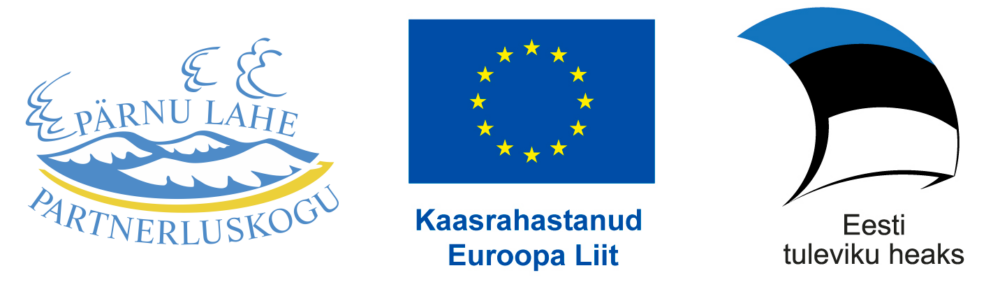 PÄRNU LAHE
PARTNERLUSKOGU
Kaasrahastanud
Euroopa Liit
Eesti
tuleviku heaks